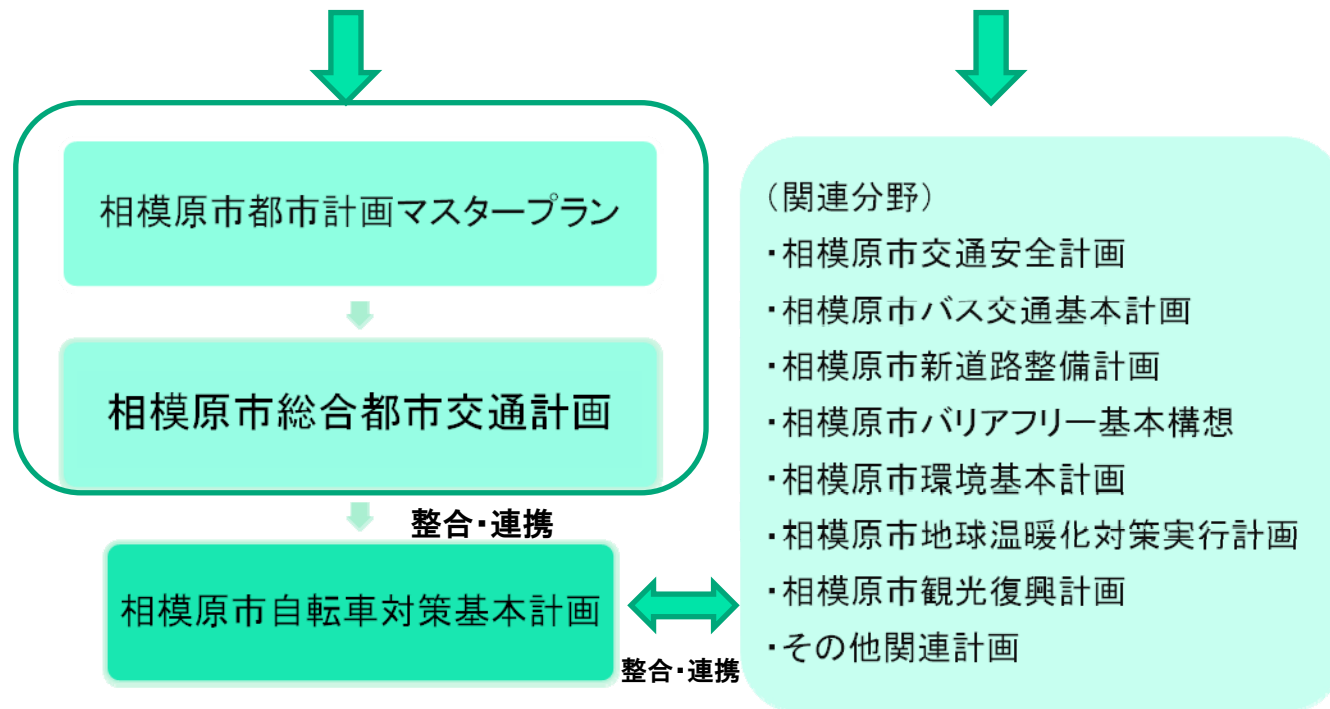 相模原市都市計画マスタープラン
相模原市総合都市交通計画
整合・連携
相模原市自転車対策基本計画
整合・連携
（関連分野）
・相模原市交通安全計画
・相模原市バス交通基本計画
・相模原市新道路整備計画
・相模原市バリアフリー基本構想
・相模原市環境基本計画
・相模原市地球温暖化対策実行計画
・相模原市観光復興計画
・その他関連計画